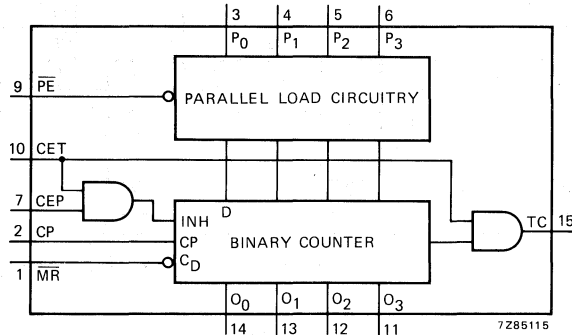 3 4 5 6
P0 P1 P2 P3
9 PE
PARALLEL LOAD CIRCUITRY
10 CET
7 CEP
2 CP
1 MR
D
INH
CP
CD
BINARY COUNTER
TC 15
O0 O1 O2 O3
14 13 12 11
7Z85115